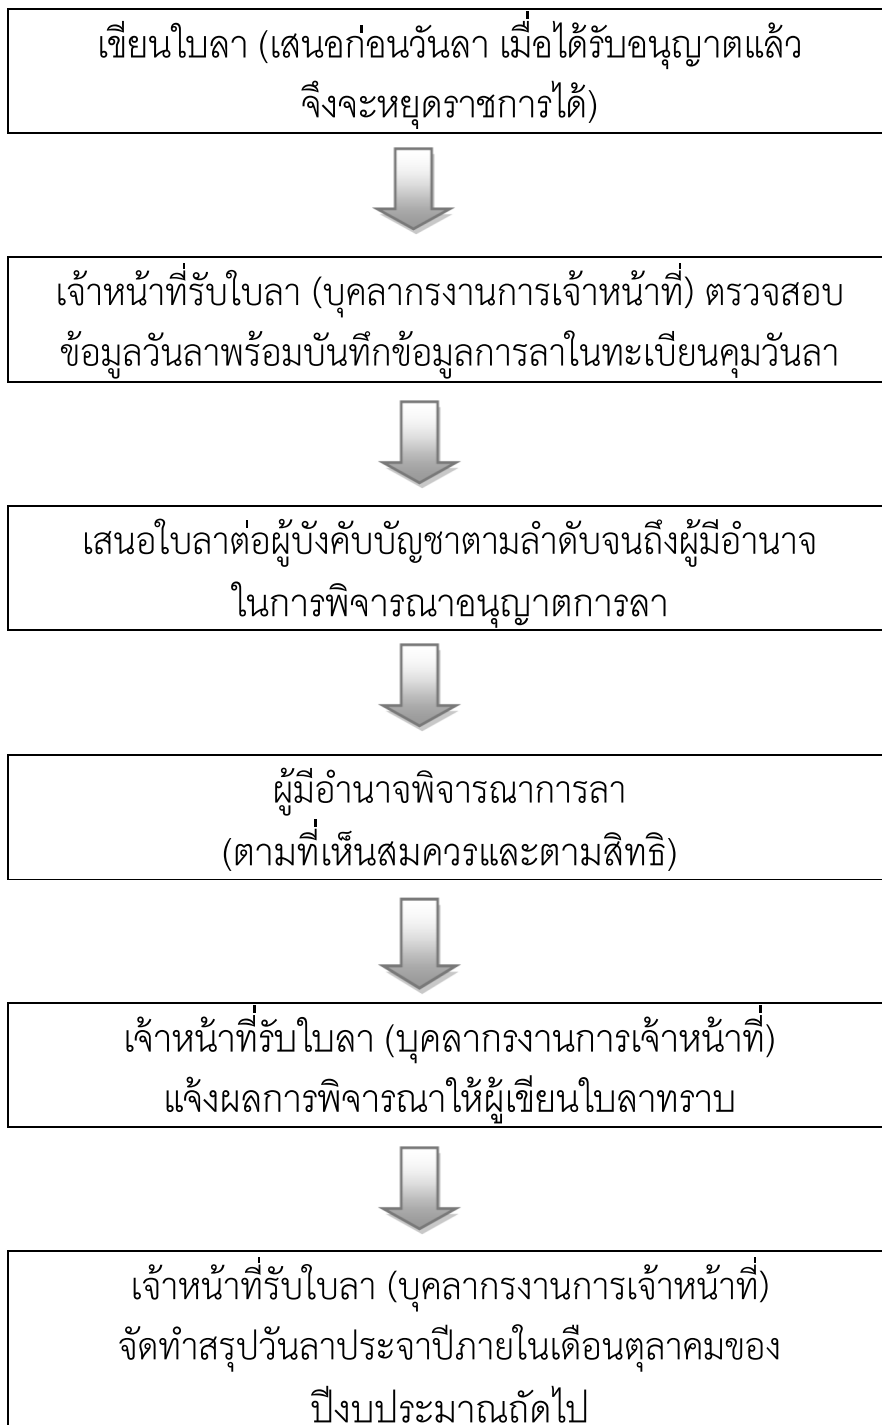 เขียนใบลา (เสนอก่อนวันลา เมื่อได้รับอนุญาตแล้ว
จึงจะหยุดราชการได้)
เจ้าหน้าที่รับใบลา (บุคลากรงานการเจ้าหน้าที่) ตรวจสอบ
ข้อมูลวันลาพร้อมบันทึกข้อมูลการลาในทะเบียนคุมวันลา
เสนอใบลาต่อผู้บังคับบัญชาตามลำดับจนถึงผู้มีอำนาจ
ในการพิจารณาอนุญาตการลา
ผู้มีอำนาจพิจารณาการลา
(ตามที่เห็นสมควรและตามสิทธิ)
เจ้าหน้าที่รับใบลา (บุคลากรงานการเจ้าหน้าที่)
แจ้งผลการพิจารณาให้ผู้เขียนใบลาทราบ
เจ้าหน้าที่รับใบลา (บุคลากรงานการเจ้าหน้าที่)
จัดทำสรุปวันลาประจำปีภายในเดือนตุลาคมของ
ปีงบประมาณถัดไป